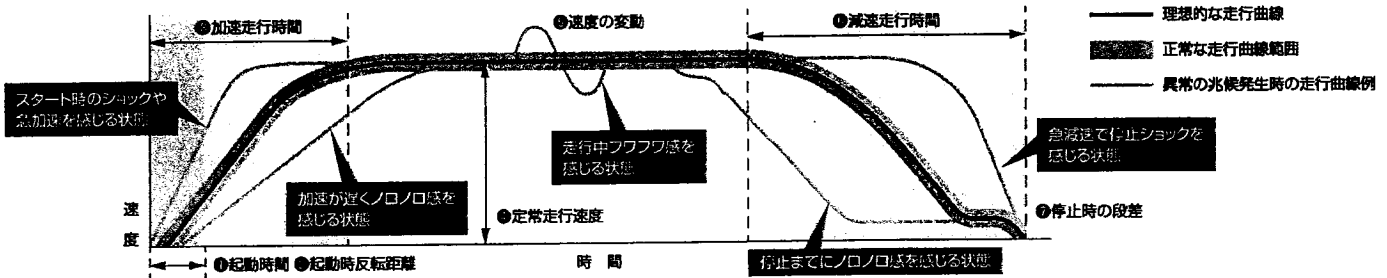 加速走行時間
速度の変動
減速走行時間
理想的な走行曲線
正常な走行曲線範囲
異常の兆候発生時の走行曲線例
スタート時のショックや
急加速を感じる状態
走行中フワフワ感を
感じる状態
急減速で停止ショックを
感じる状態
加速が遅くノロノロ感を
感じる状態
定常走行速度
❼停止時の段差
速度
❶起動時間 起動時反転距離
時間
停止までにノロノロ感を感じる状態